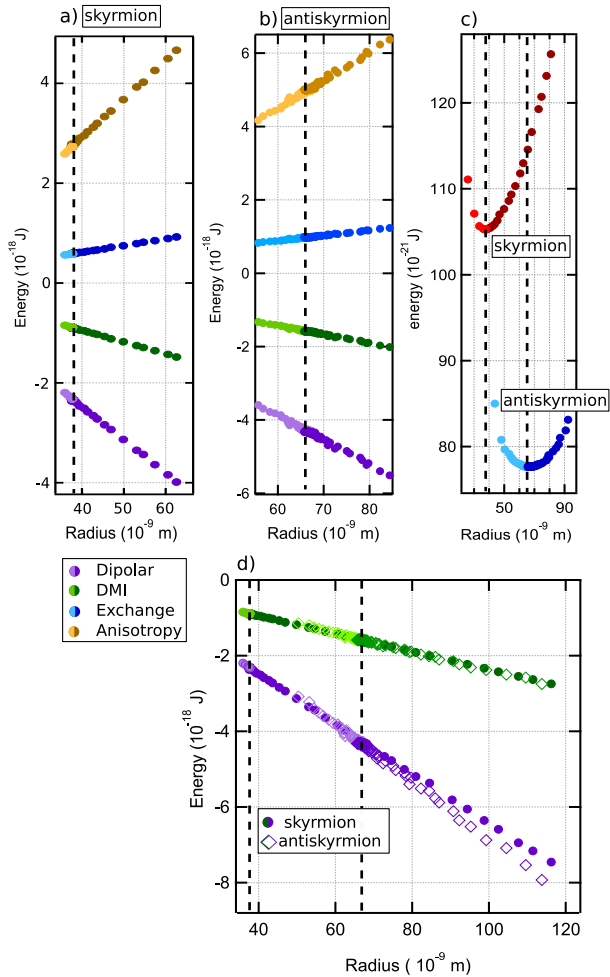 a) skyrmion
b) antiskyrmion
c)
Energy (10⁻¹⁸ J)
4
2
0
-2
-4
40 50 60
Radius (10⁻⁹ m)
Energy (10⁻¹⁸ J)
6
4
2
0
-2
-4
-6
60 70 80
Radius (10⁻⁹ m)
energy (10⁻²¹ J)
120
110
100
90
80
skyrmion
antiskyrmion
50 90
Radius (10⁻⁹ m)
Dipolar
DMI
Exchange
Anisotropy
d)
Energy (10⁻¹⁸ J)
0
-2
-4
-6
-8
skyrmion
antiskyrmion
40 60 80 100 120
Radius ( 10⁻⁹ m)